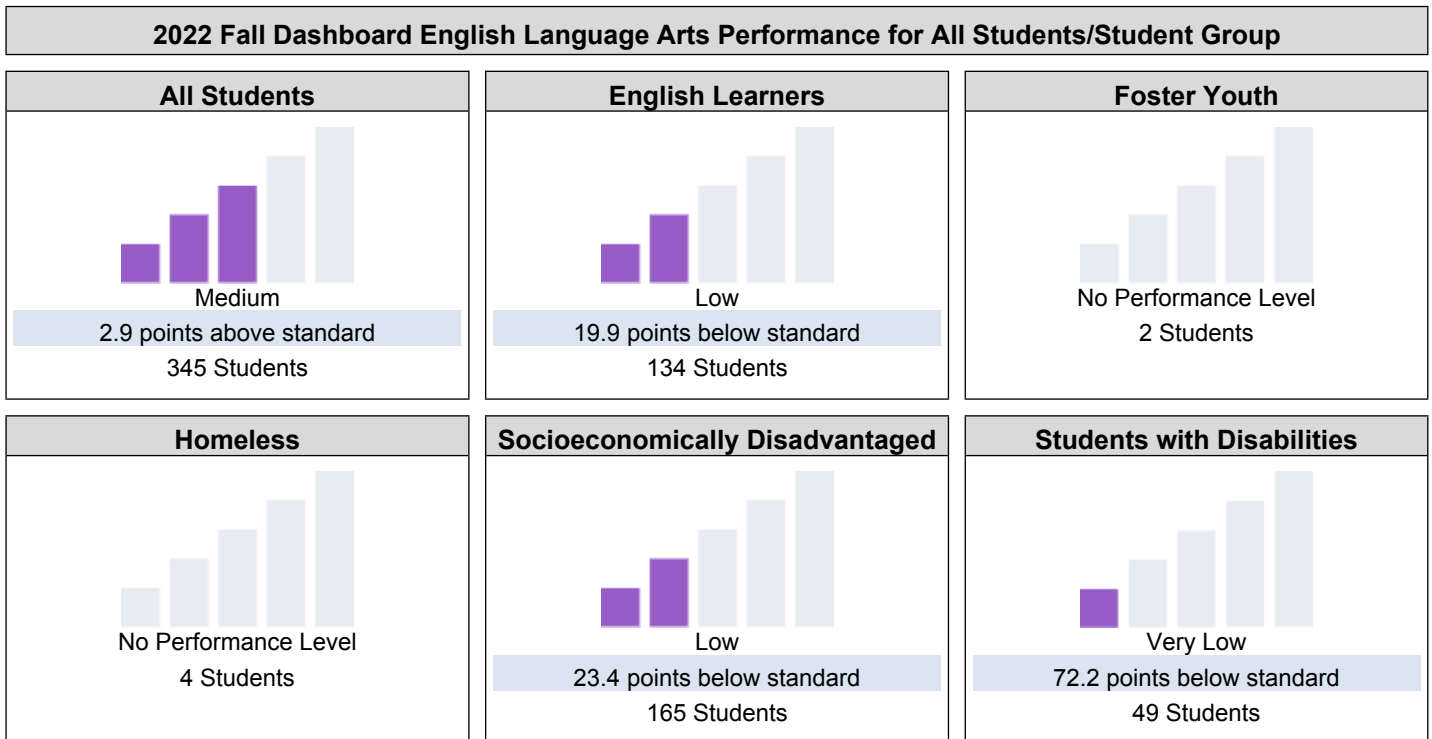 2022 Fall Dashboard English Language Arts Performance for All Students/Student Group
All Students
Medium
2.9 points above standard
345 Students
English Learners
Low
19.9 points below standard
134 Students
Foster Youth
No Performance Level
2 Students
Homeless
No Performance Level
4 Students
Socioeconomically Disadvantaged
Low
23.4 points below standard
165 Students
Students with Disabilities
Very Low
72.2 points below standard
49 Students